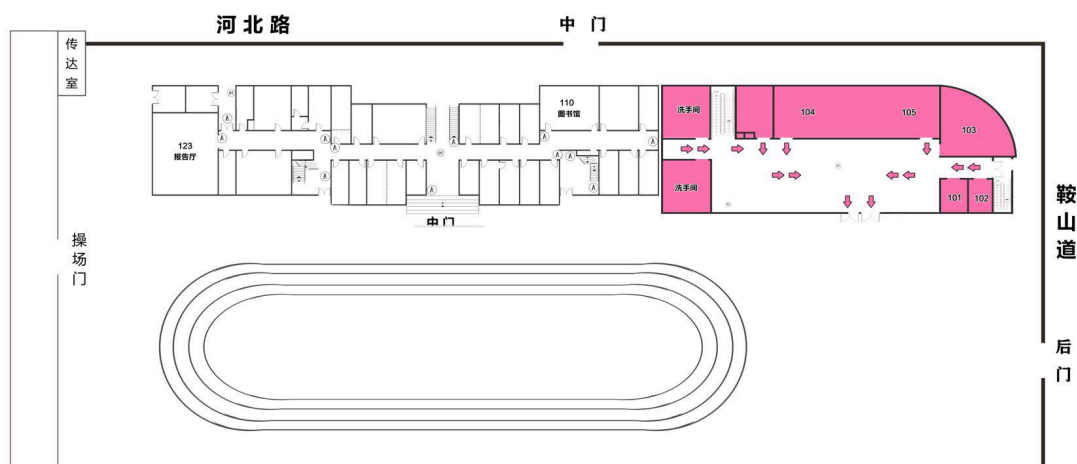 河北路
中 门
传达室
110
图书馆
洗手间
104
105
103
123
报告厅
洗手间
101
102
中 门
鞍山道
操场门
后门